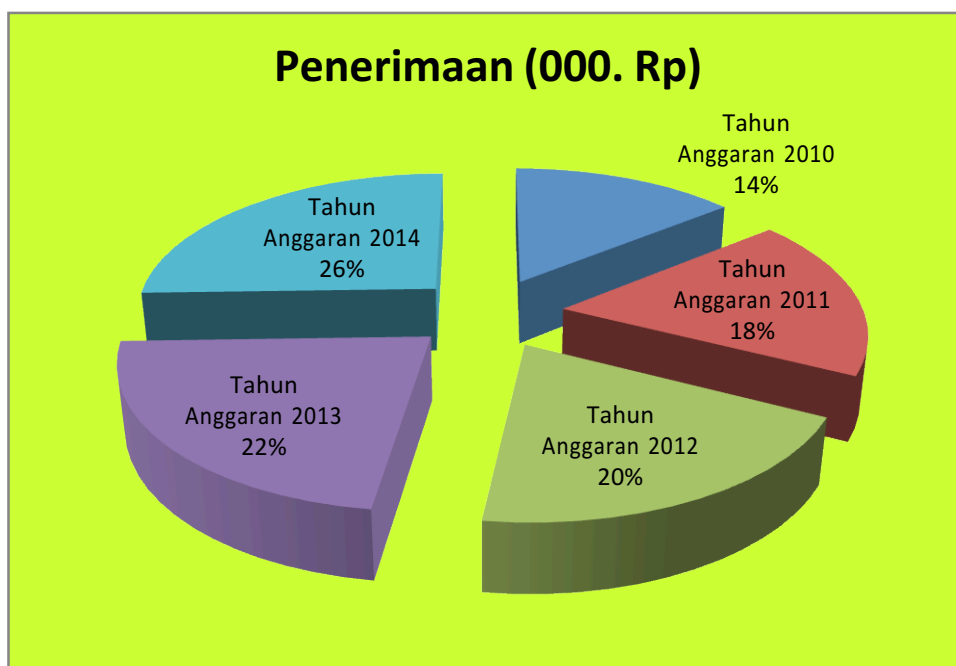 Penerimaan (000. Rp)
Tahun
Anggaran 2010
14%
Tahun
Anggaran 2011
18%
Tahun
Anggaran 2012
20%
Tahun
Anggaran 2013
22%
Tahun
Anggaran 2014
26%